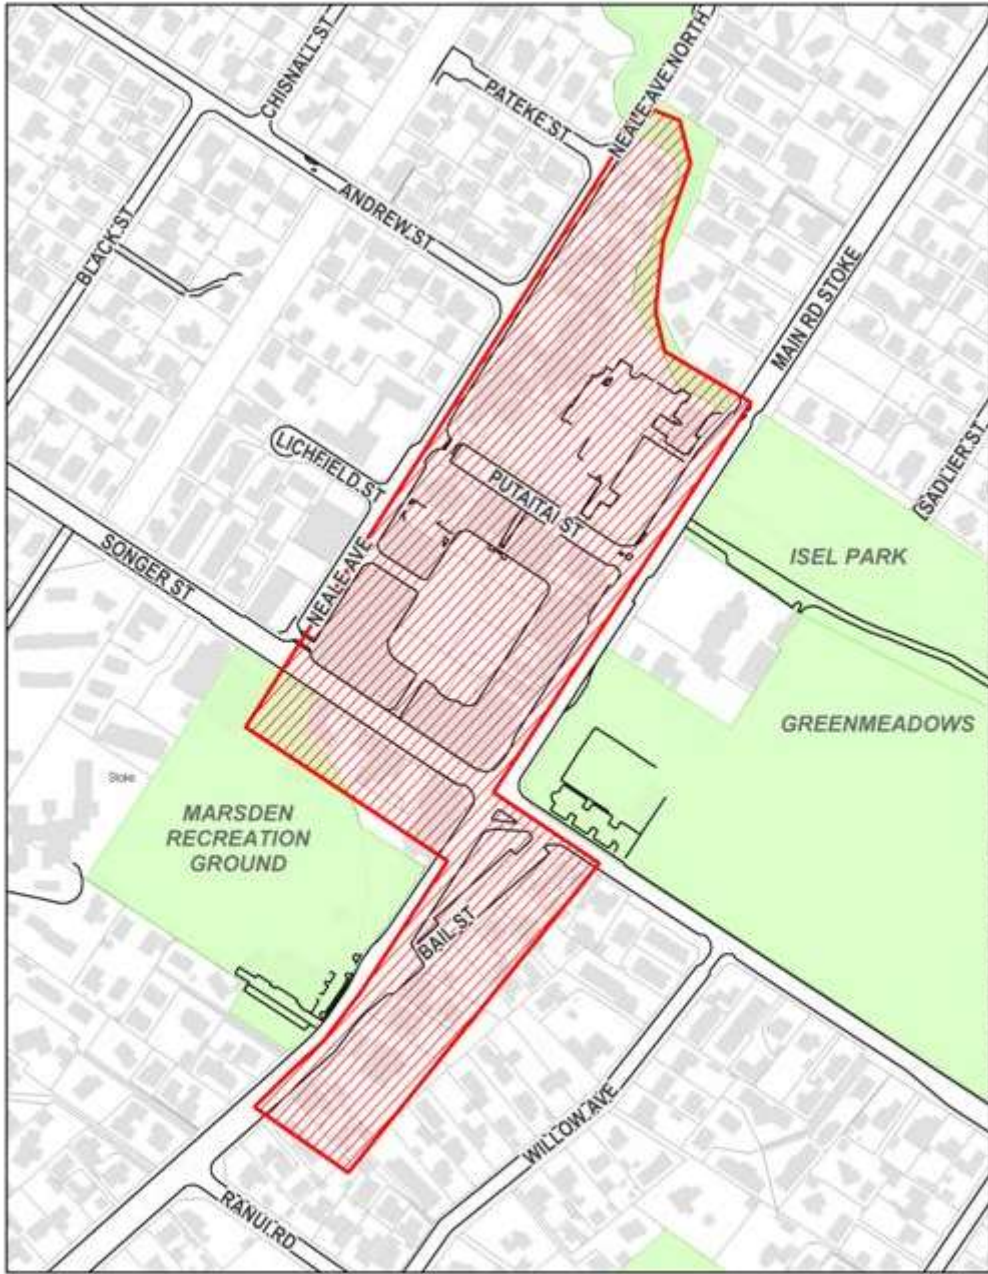 CHISNALL ST
NEALE AVE NORTH
PATEKE ST
ANDREW ST
BLACK ST
MAIN RD STOKE
LICHFIELD ST
SADLIER ST
PUTAITAI ST
SONGER ST
NEALE AVE
ISEL PARK
GREENMEADOWS
Stoke
MARSDEN
RECREATION
GROUND
BAIL ST
WILLOW AVE
RANUI RD